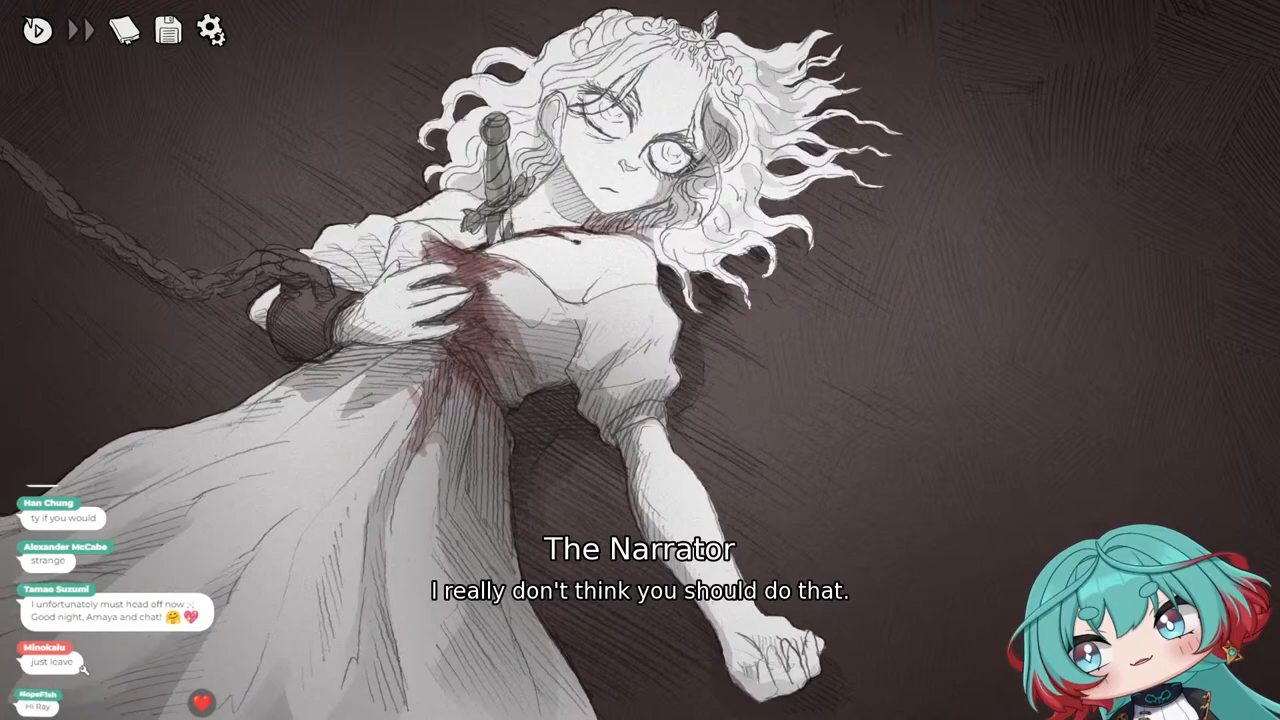 Han Chung
ty if you would
Alexander McCabe
strange
Tamao Suzumi
I unfortunately must head off now ;-;
Good night, Amaya and chat! 🤗 💖
Minokalu
just leave
HopeFish
Hi Ray
The Narrator
I really don't think you should do that.